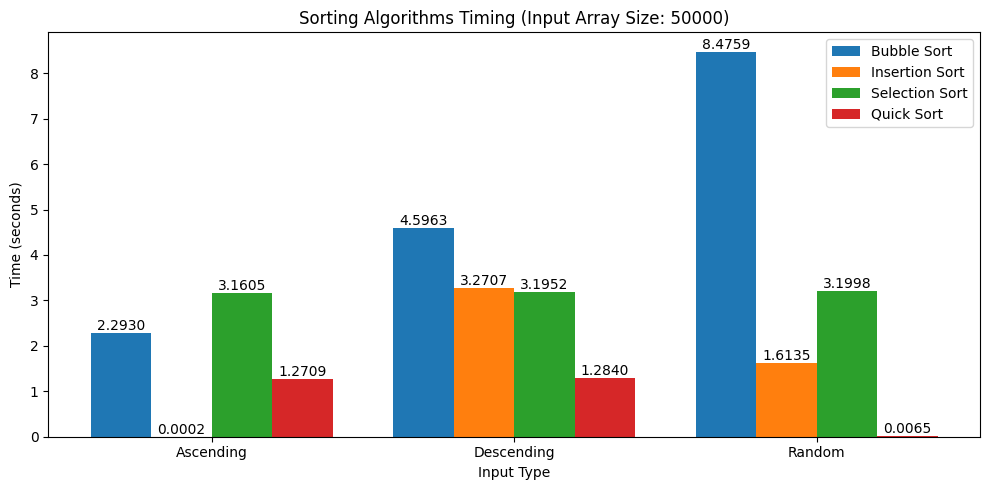 Sorting Algorithms Timing (Input Array Size: 50000)
8.4759
Bubble Sort
Insertion Sort
Selection Sort
Quick Sort
8
7
6
5
4
3
2
1
0
Time (seconds)
4.5963
3.2707
3.1952
3.1605
3.1998
2.2930
1.6135
1.2709
1.2840
0.0002
0.0065
Ascending
Descending
Random
Input Type